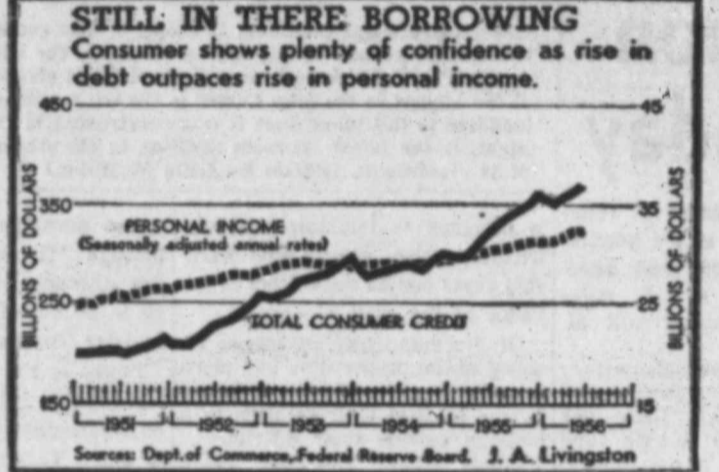 STILL IN THERE BORROWING
Consumer shows plenty of confidence as rise in
debt outpaces rise in personal income.
450 45
BILLIONS OF DOLLARS
350 35
PERSONAL INCOME
(Seasonally adjusted annual rates)
BILLIONS OF DOLLARS
250 25
TOTAL CONSUMER CREDIT
150 15
1951 1952 1953 1954 1955 1956
Sources: Dept. of Commerce, Federal Reserve Board. J. A. Livingston